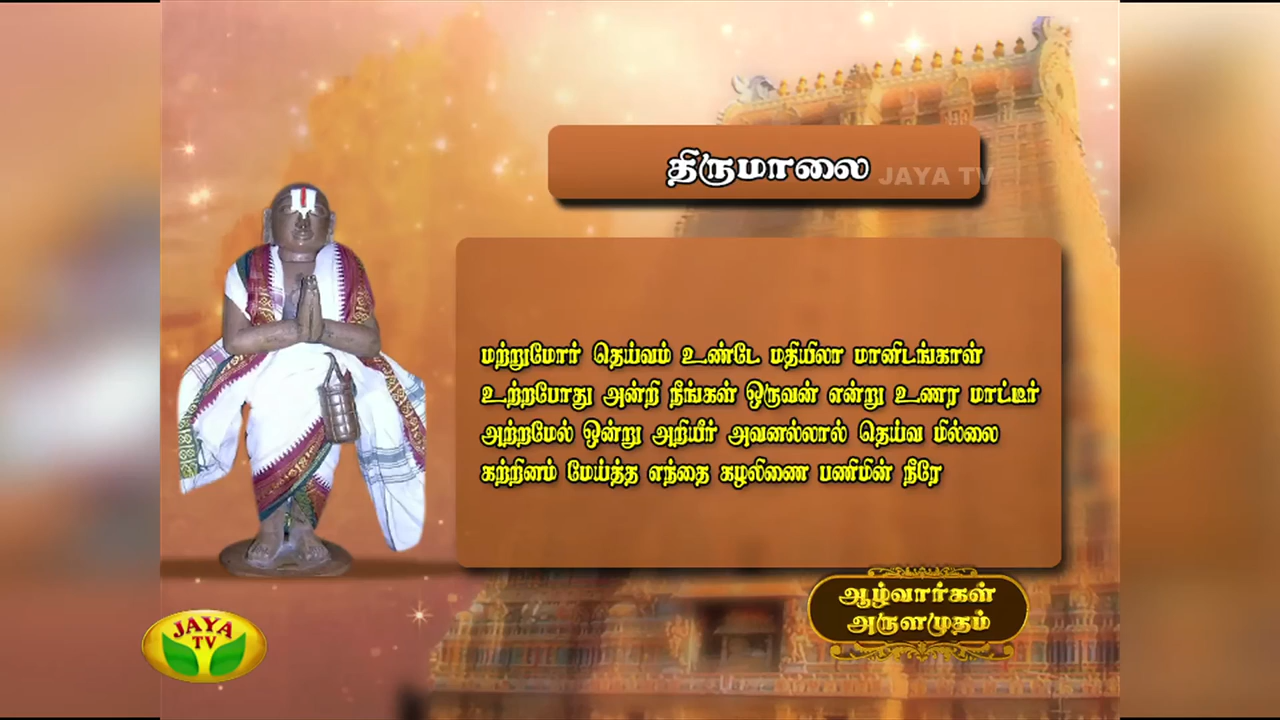 திருமாலை
JAYA TV
மற்றுமோர் தெய்வம் உண்டே மதியிலா மானிடங்காள்
உற்றபோது அன்றி நீங்கள் ஒருவன் என்று உணர மாட்டீர்
அற்றமேல் ஒன்று அறியீர் அவனல்லால் தெய்வ மில்லை
கற்றினம் மேய்த்த எந்தை கழலிணை பணிமின் நீரே
ஆழ்வார்கள்
அருளமுதம்
JAYA
TV